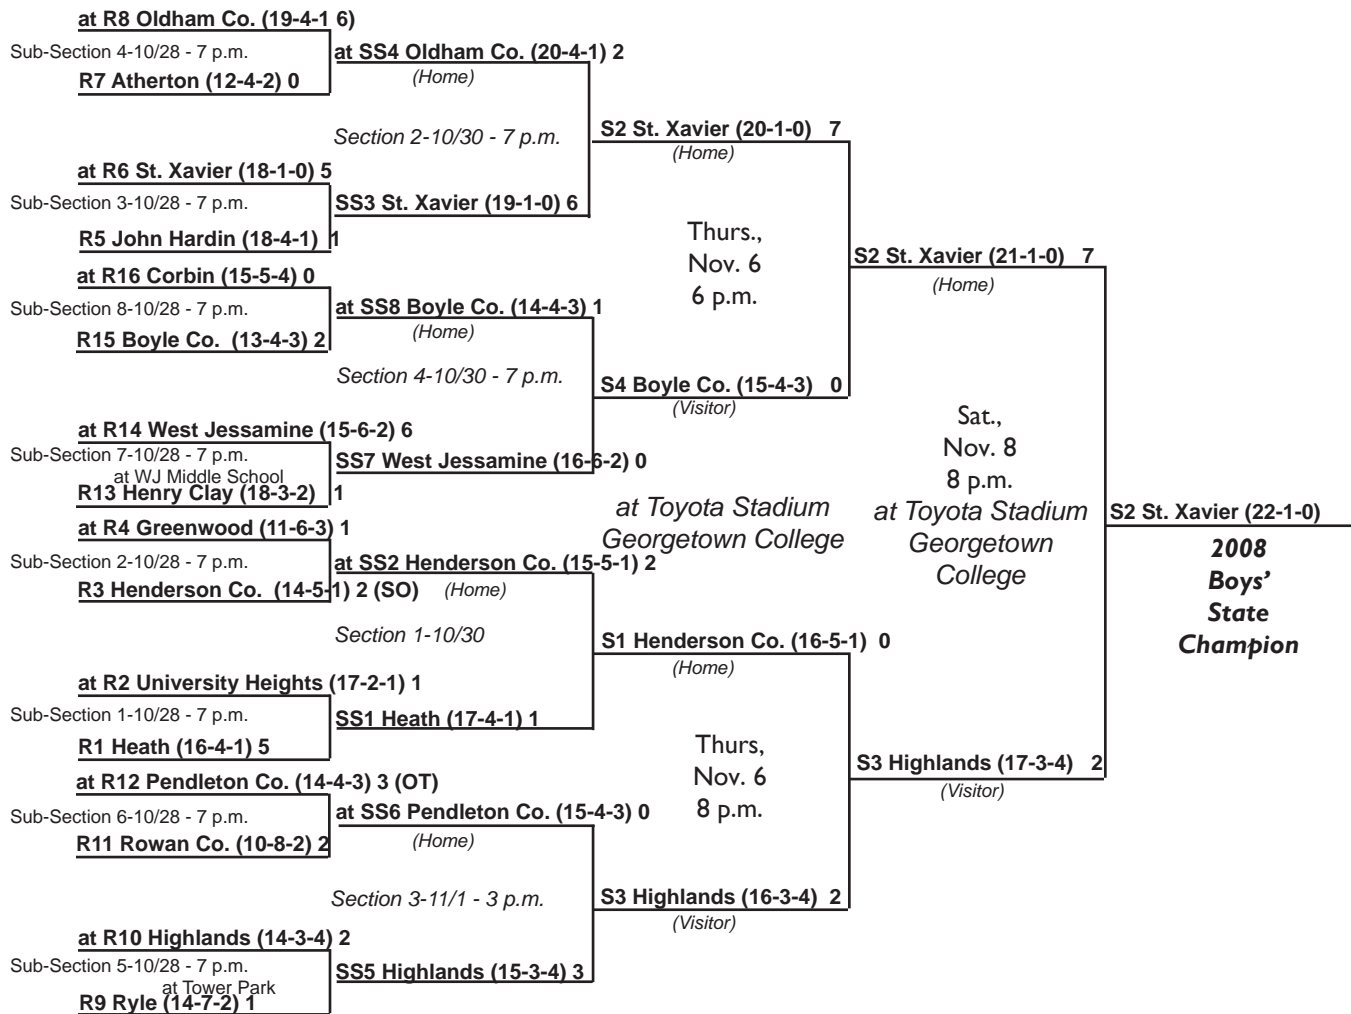 at R8 Oldham Co. (19-4-1 6)
Sub-Section 4-10/28 - 7 p.m.
R7 Atherton (12-4-2) 0
at SS4 Oldham Co. (20-4-1) 2
(Home)
Section 2-10/30 - 7 p.m.
at R6 St. Xavier (18-1-0) 5
Sub-Section 3-10/28 - 7 p.m.
R5 John Hardin (18-4-1) 1
SS3 St. Xavier (19-1-0) 6
S2 St. Xavier (20-1-0) 7
(Home)
at R16 Corbin (15-5-4) 0
Sub-Section 8-10/28 - 7 p.m.
R15 Boyle Co. (13-4-3) 2
at SS8 Boyle Co. (14-4-3) 1
(Home)
Section 4-10/30 - 7 p.m.
at R14 West Jessamine (15-6-2) 6
Sub-Section 7-10/28 - 7 p.m.
at WJ Middle School
R13 Henry Clay (18-3-2) 1
SS7 West Jessamine (16-6-2) 0
S4 Boyle Co. (15-4-3) 0
(Visitor)
Thurs.,
Nov. 6
6 p.m.
S2 St. Xavier (21-1-0) 7
(Home)
at R4 Greenwood (11-6-3) 1
Sub-Section 2-10/28 - 7 p.m.
R3 Henderson Co. (14-5-1) 2 (SO)
at SS2 Henderson Co. (15-5-1) 2
(Home)
Section 1-10/30
at R2 University Heights (17-2-1) 1
Sub-Section 1-10/28 - 7 p.m.
R1 Heath (16-4-1) 5
SS1 Heath (17-4-1) 1
S1 Henderson Co. (16-5-1) 0
(Home)
at R12 Pendleton Co. (14-4-3) 3 (OT)
Sub-Section 6-10/28 - 7 p.m.
R11 Rowan Co. (10-8-2) 2
at SS6 Pendleton Co. (15-4-3) 0
(Home)
Section 3-11/1 - 3 p.m.
at R10 Highlands (14-3-4) 2
Sub-Section 5-10/28 - 7 p.m.
at Tower Park
R9 Ryle (14-7-2) 1
SS5 Highlands (15-3-4) 3
S3 Highlands (16-3-4) 2
(Visitor)
Thurs,
Nov. 6
8 p.m.
at Toyota Stadium
Georgetown College
S3 Highlands (17-3-4) 2
(Visitor)
Sat.,
Nov. 8
8 p.m.
at Toyota Stadium
Georgetown
College
S2 St. Xavier (22-1-0)
2008
Boys'
State
Champion